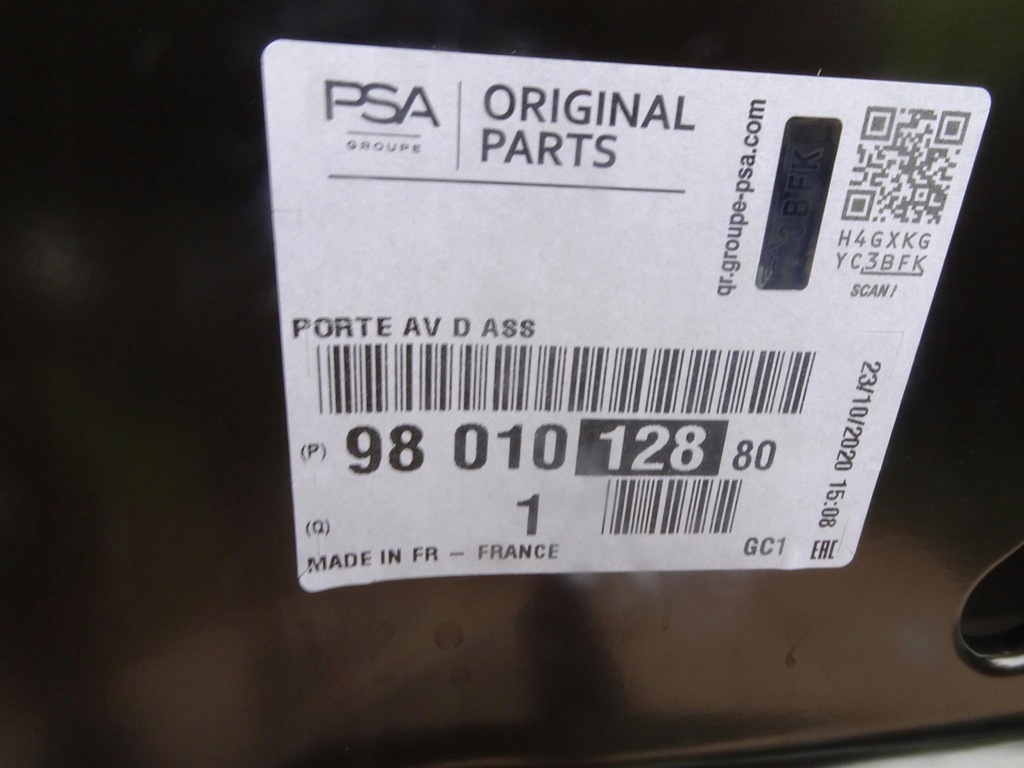 PSA
GROUPE
ORIGINAL
PARTS
qr.groupe-psa.com
3BFK
H4GXKG
YC3BFK
SCAN!
PORTE AV D ASS
(P) 98 010 128 80
(Q) 1
MADE IN FR - FRANCE
GC1
23/10/2020 15:08
EAC